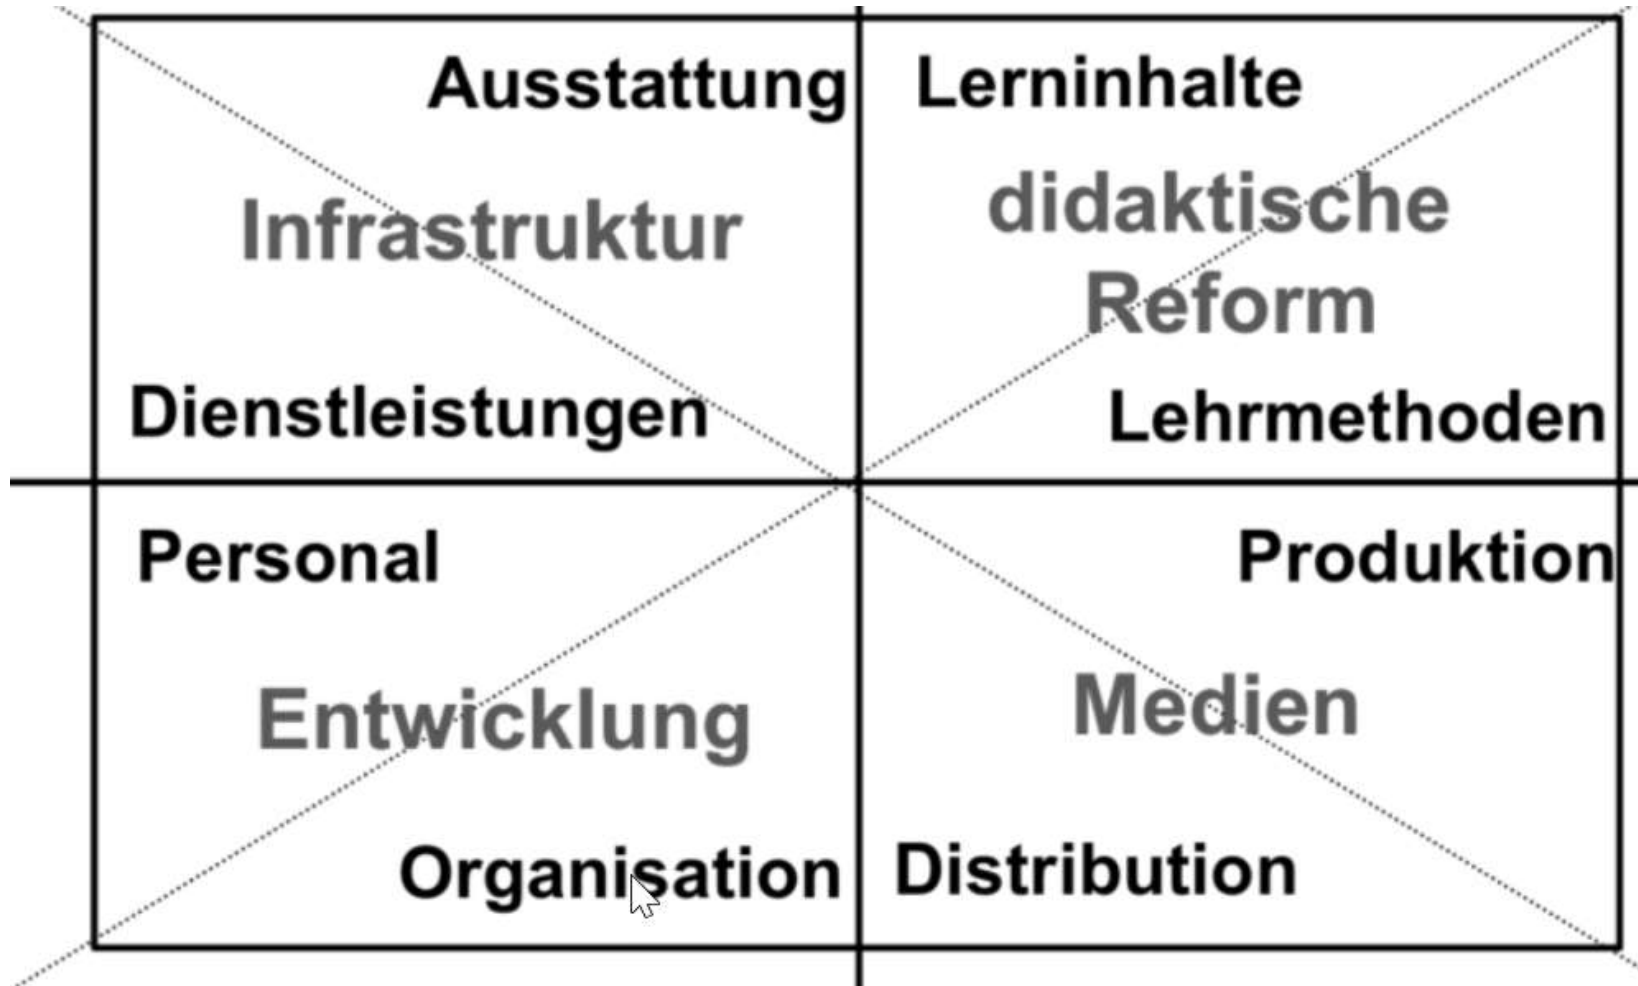 Ausstattung
Lerninhalte
Infrastruktur
didaktische
Reform
Dienstleistungen
Lehrmethoden
Personal
Produktion
Entwicklung
Medien
Organisation
Distribution